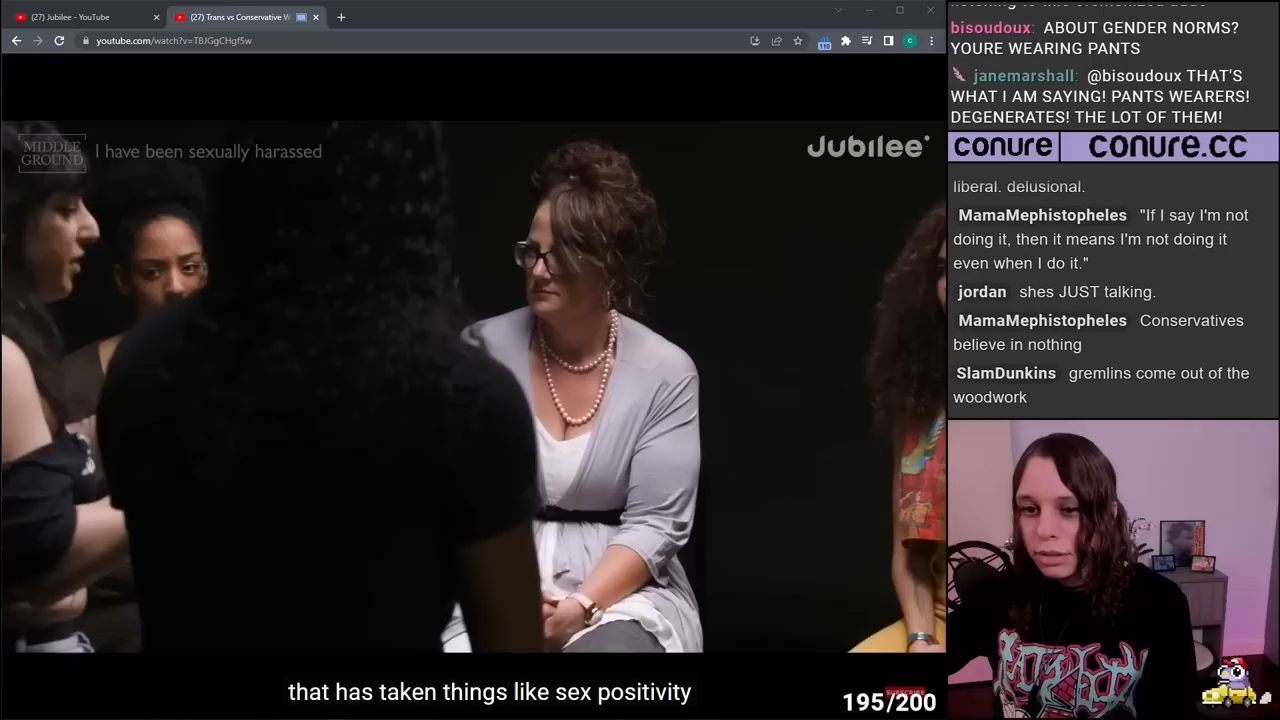 (27) Jubilee - YouTube
(27) Trans vs Conservative W
youtube.com/watch?v=TBJGgCHgf5w
MIDDLE
GROUND
I have been sexually harassed
Jubilee
that has taken things like sex positivity
195/200
bisoudoux: ABOUT GENDER NORMS?
YOURE WEARING PANTS
janemarshall: @bisoudoux THAT'S
WHAT I AM SAYING! PANTS WEARERS!
DEGENERATES! THE LOT OF THEM!
conure
conure.cc
liberal. delusional.
MamaMephistopheles "If I say I'm not
doing it, then it means I'm not doing it
even when I do it."
jordan shes JUST talking.
MamaMephistopheles Conservatives
believe in nothing
SlamDunkins gremlins come out of the
woodwork